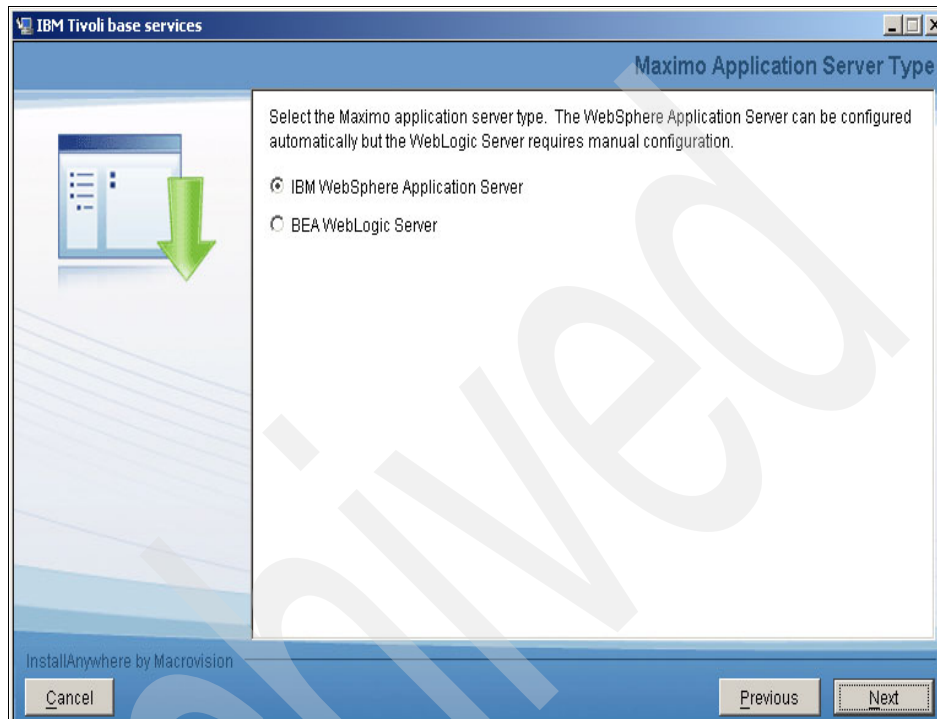 IBM Tivoli base services
Maximo Application Server Type
Select the Maximo application server type. The WebSphere Application Server can be configured
automatically but the WebLogic Server requires manual configuration.
IBM WebSphere Application Server
BEA WebLogic Server
InstallAnywhere by Macrovision
Cancel
Previous
Next
hived